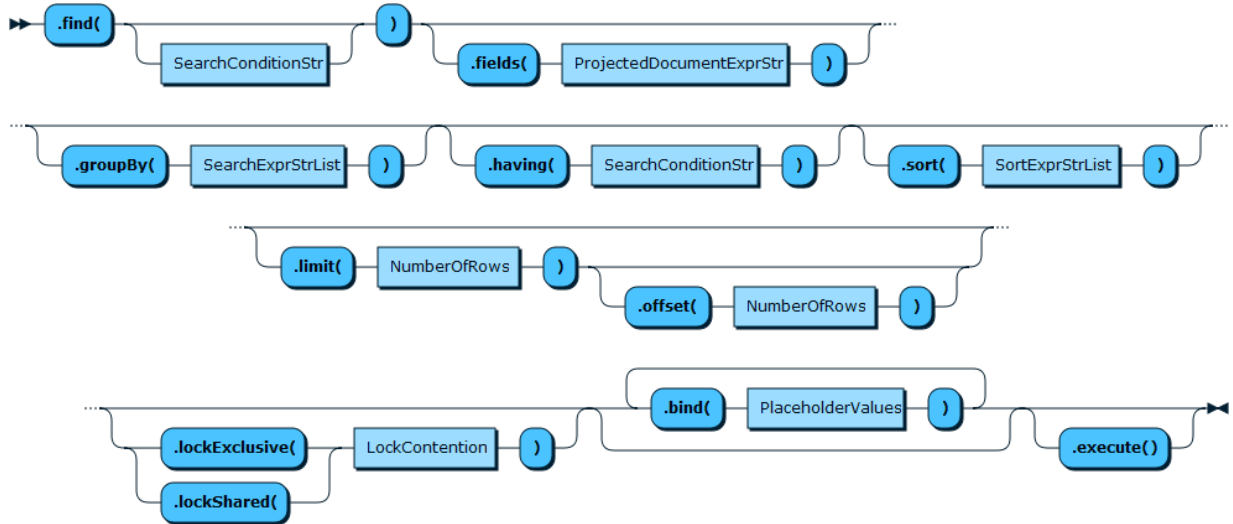 .find( )
SearchConditionStr .fields( ProjectedDocumentExprStr )
.groupBy( SearchExprStrList ) .having( SearchConditionStr ) .sort( SortExprStrList )
.limit( NumberOfRows )
.offset( NumberOfRows )
.bind( PlaceholderValues )
.lockExclusive( LockContention ) .execute()
.lockShared(